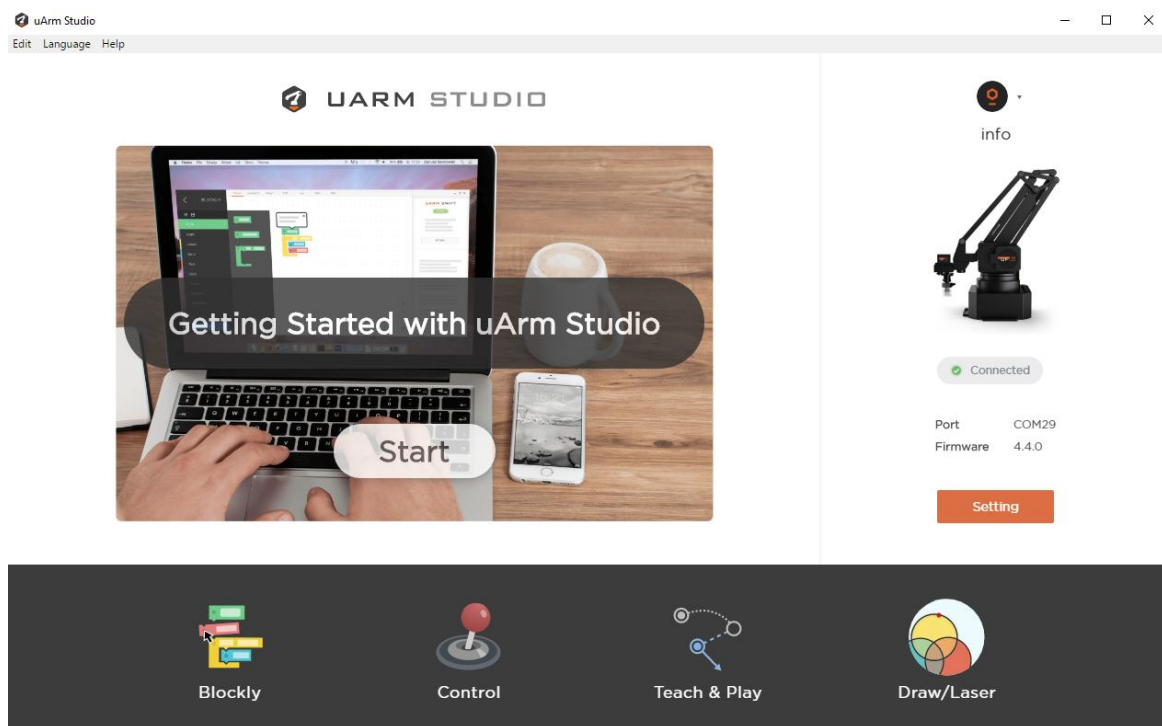 uArm Studio
Edit Language Help
UARM STUDIO
Getting Started with uArm Studio
Start
info
Connected
Port COM29
Firmware 4.4.0
Setting
Blockly
Control
Teach & Play
Draw/Laser